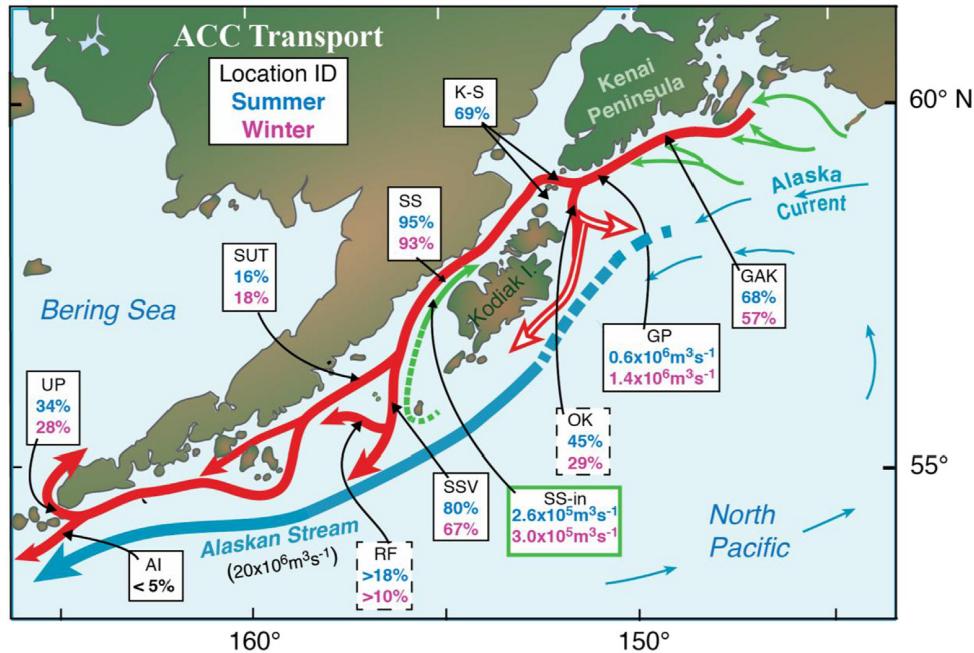 ACC Transport
Location ID
Summer
Winter
K-S
69%
Kenai
Peninsula
60° N
Alaska
Current
SS
95%
93%
SUT
16%
18%
Kodiak I.
GAK
68%
57%
Bering Sea
GP
0.6x10⁶m³s⁻¹
1.4x10⁶m³s⁻¹
UP
34%
28%
OK
45%
29%
55°
SSV
80%
67%
SS-in
2.6x10⁵m³s⁻¹
3.0x10⁵m³s⁻¹
North
Pacific
Alaskan Stream
(20x10⁶m³s⁻¹)
RF
>18%
>10%
AI
< 5%
160°
150°